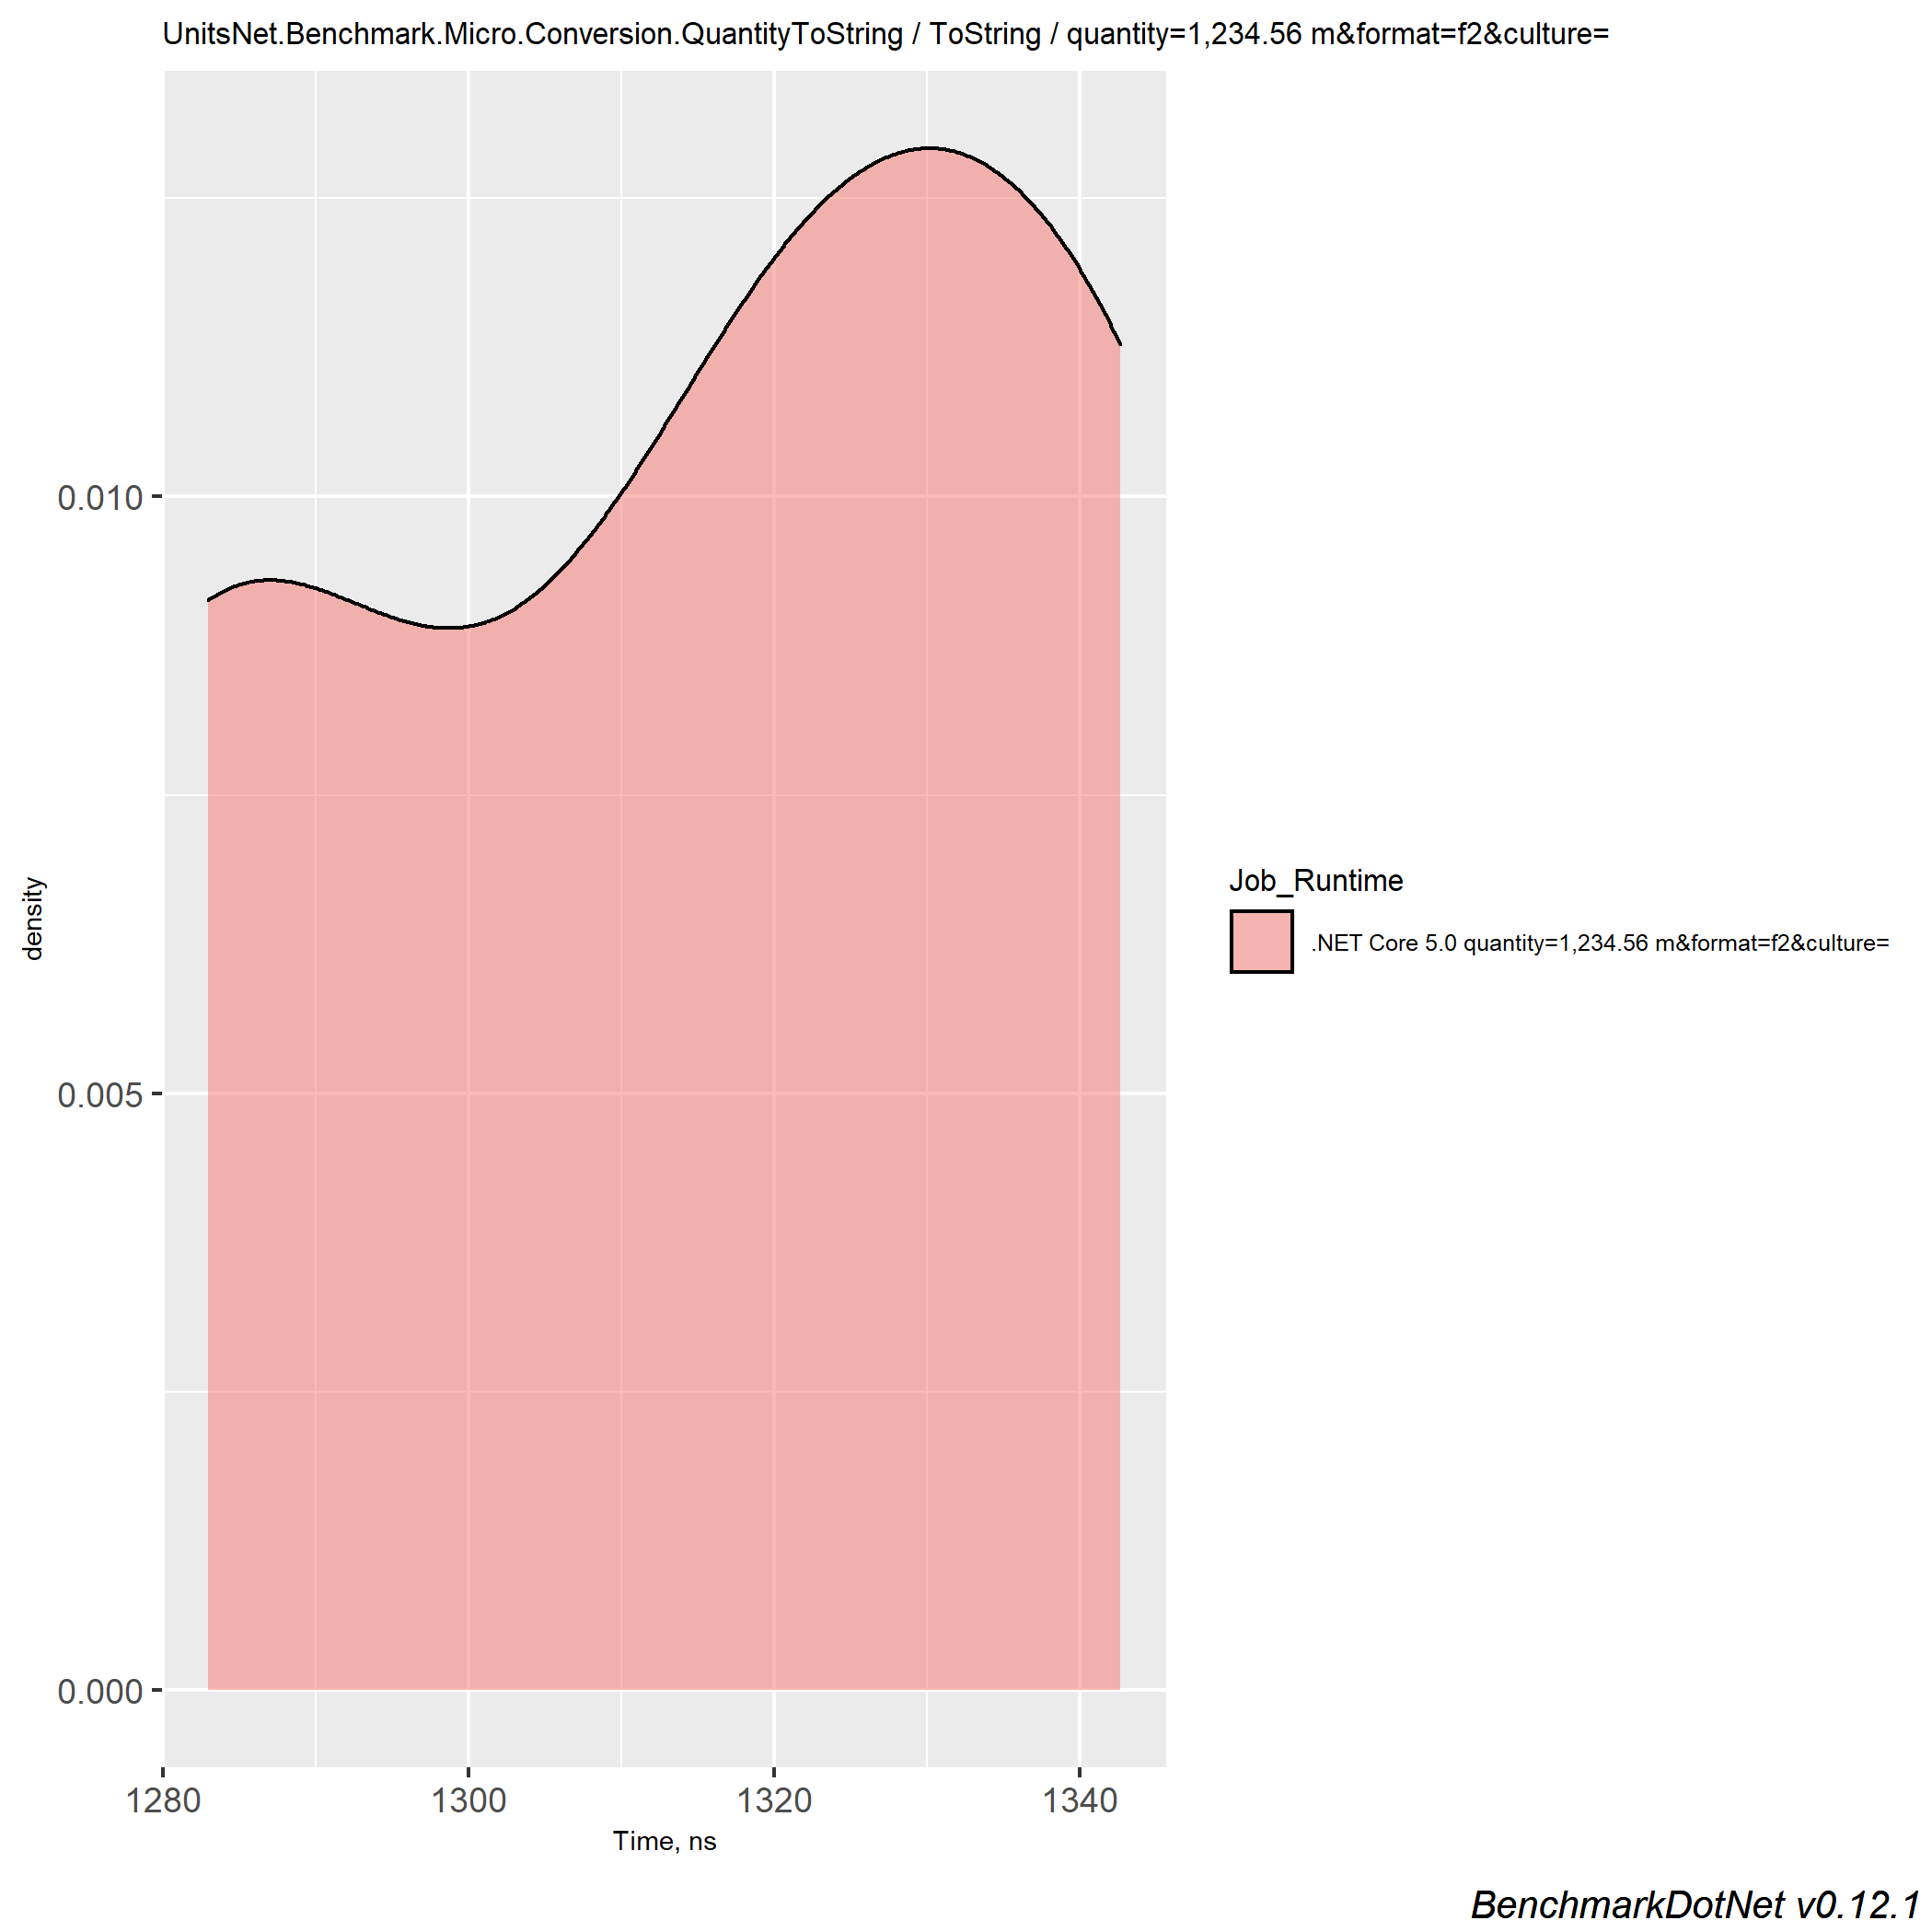 UnitsNet.Benchmark.Micro.Conversion.QuantityToString / ToString / quantity=1,234.56 m&format=f2&culture=
0.010
0.005
0.000
density
1280 1300 1320 1340
Time, ns
Job_Runtime
.NET Core 5.0 quantity=1,234.56 m&format=f2&culture=
BenchmarkDotNet v0.12.1